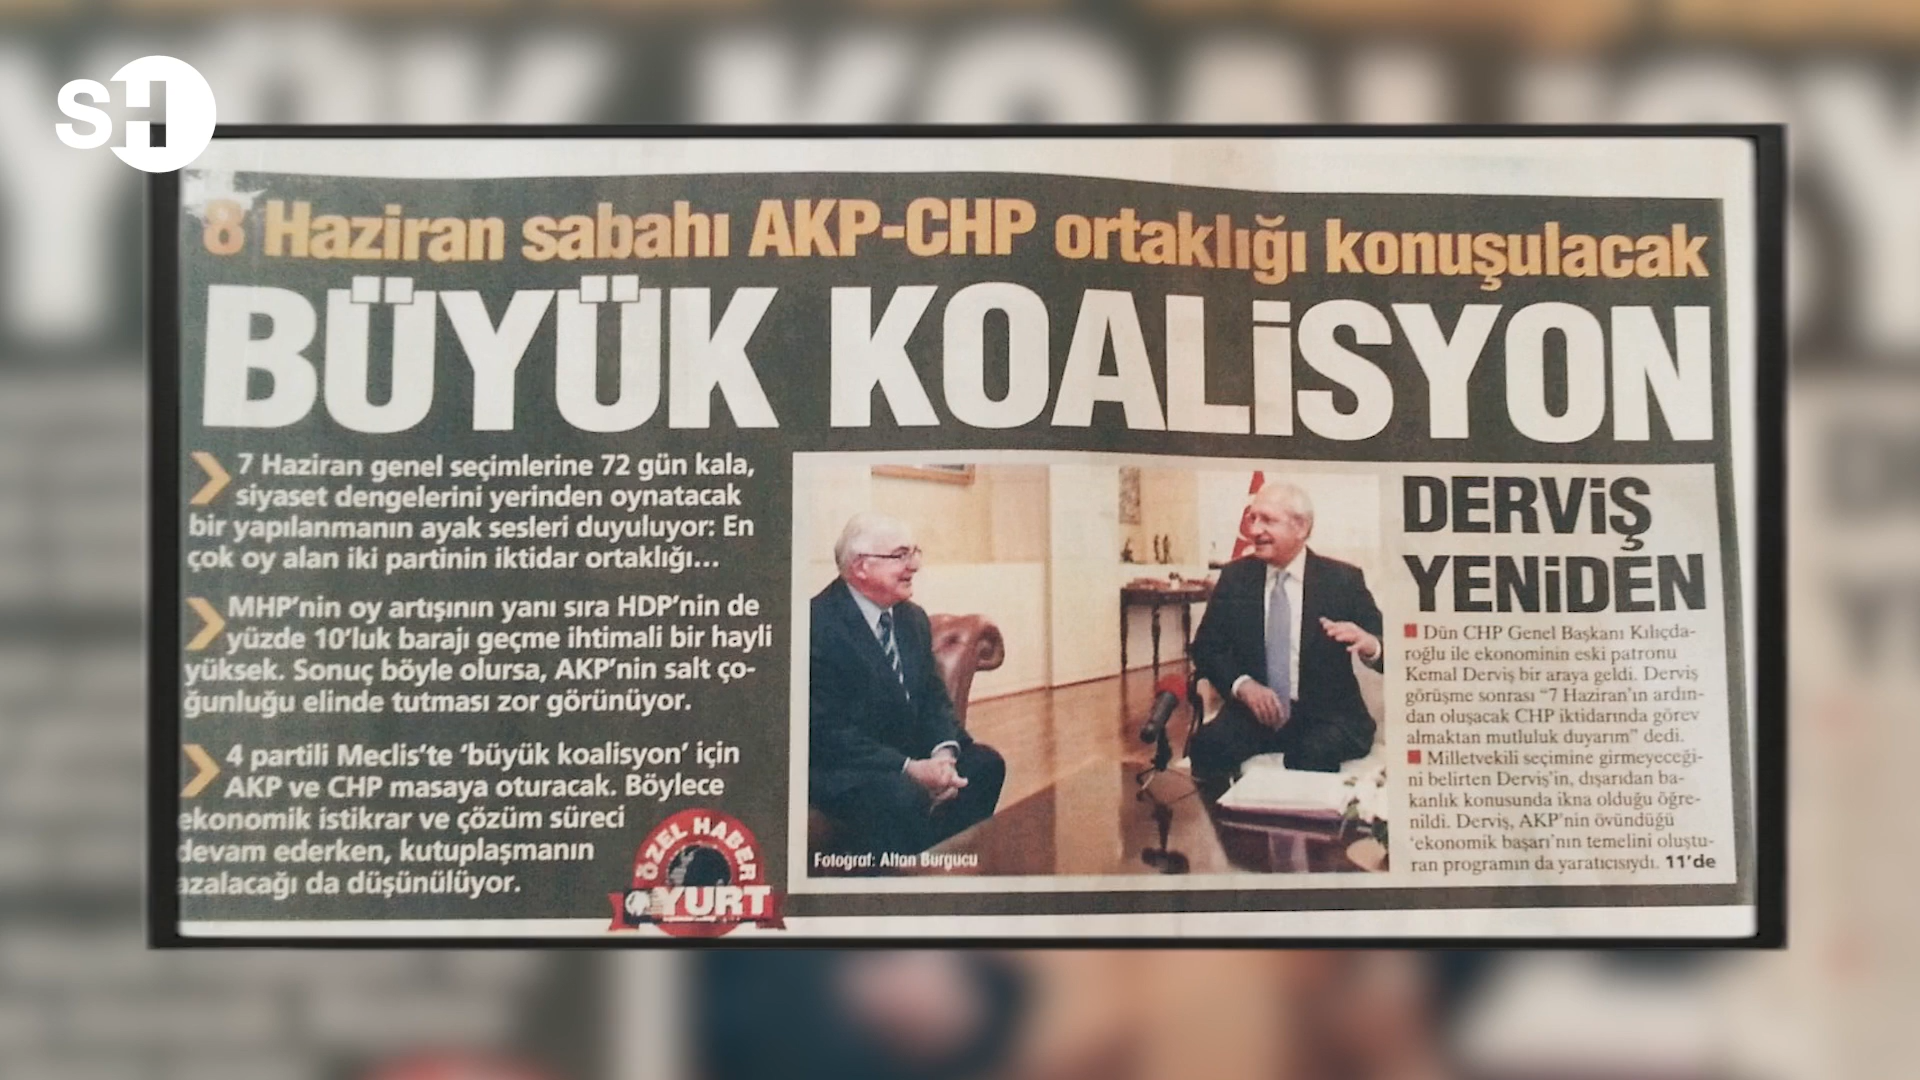 SH
8 Haziran sabahı AKP-CHP ortaklığı konuşulacak
BÜYÜK KOALİSYON
7 Haziran genel seçimlerine 72 gün kala,
siyaset dengelerini yerinden oynatacak
bir yapılanmanın ayak sesleri duyuluyor: En
çok oy alan iki partinin iktidar ortaklığı...
MHP'nin oy artışının yanı sıra HDP'nin de
yüzde 10'luk barajı geçme ihtimali bir hayli
yüksek. Sonuç böyle olursa, AKP'nin salt ço-
ğunluğu elinde tutması zor görünüyor.
4 partili Meclis'te 'büyük koalisyon' için
AKP ve CHP masaya oturacak. Böylece
ekonomik istikrar ve çözüm süreci
devam ederken, kutuplaşmanın
azalacağı da düşünülüyor.
ÖZEL HABER
YURT
Fotoğraf: Altan Burgucu
DERVİŞ
YENİDEN
Dün CHP Genel Başkanı Kılıçda-
roğlu ile ekonominin eski patronu
Kemal Derviş bir araya geldi. Derviş
görüşme sonrası "7 Haziran'ın ardın-
dan oluşacak CHP iktidarında görev
almaktan mutluluk duyarım" dedi.
Milletvekili seçimine girmeyeceği-
ni belirten Derviş'in, dışarıdan ba-
kanlık konusunda ikna olduğu öğre-
nildi. Derviş, AKP'nin övündüğü
'ekonomik başarı'nın temelini oluştu-
ran programın da yaratıcısıydı. 11'de